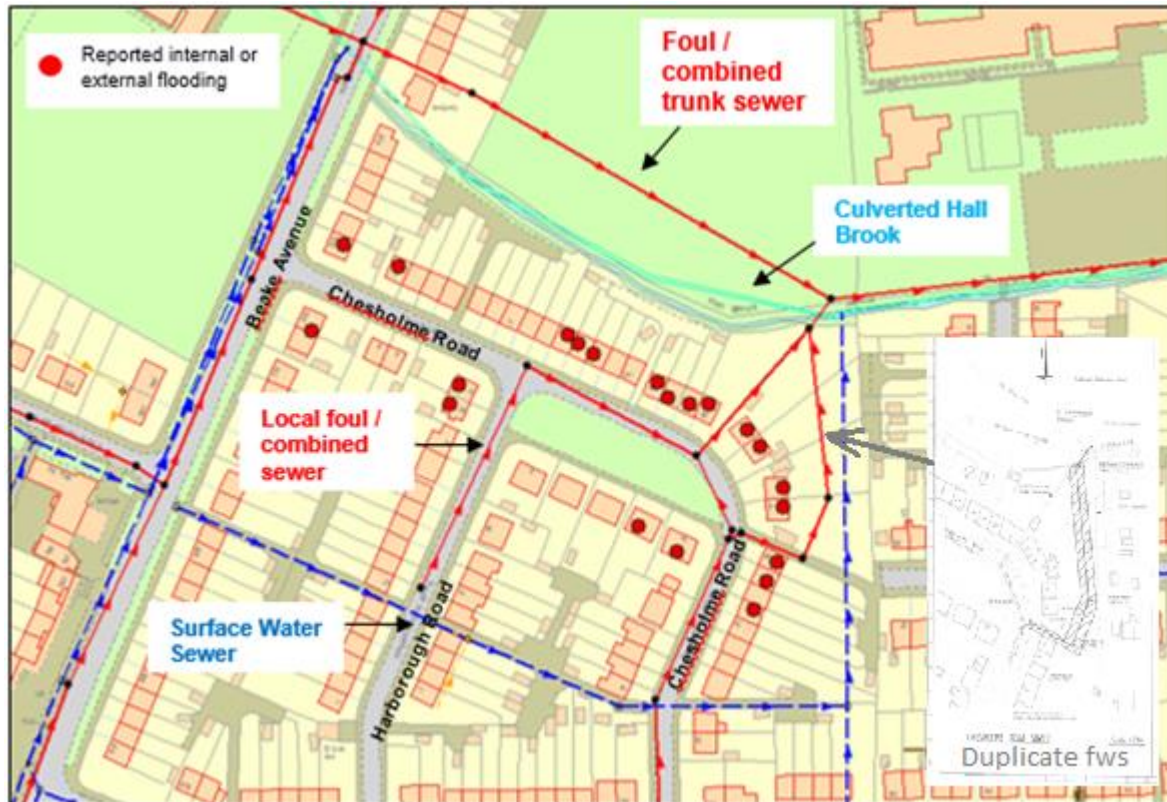 Reported internal or
external flooding
Foul /
combined
trunk sewer
Culverted Hall
Brook
Beake Avenue
Chesholme Road
Local foul /
combined
sewer
Surface Water
Sewer
Harborough Road
Chesholme Road
Duplicate fws